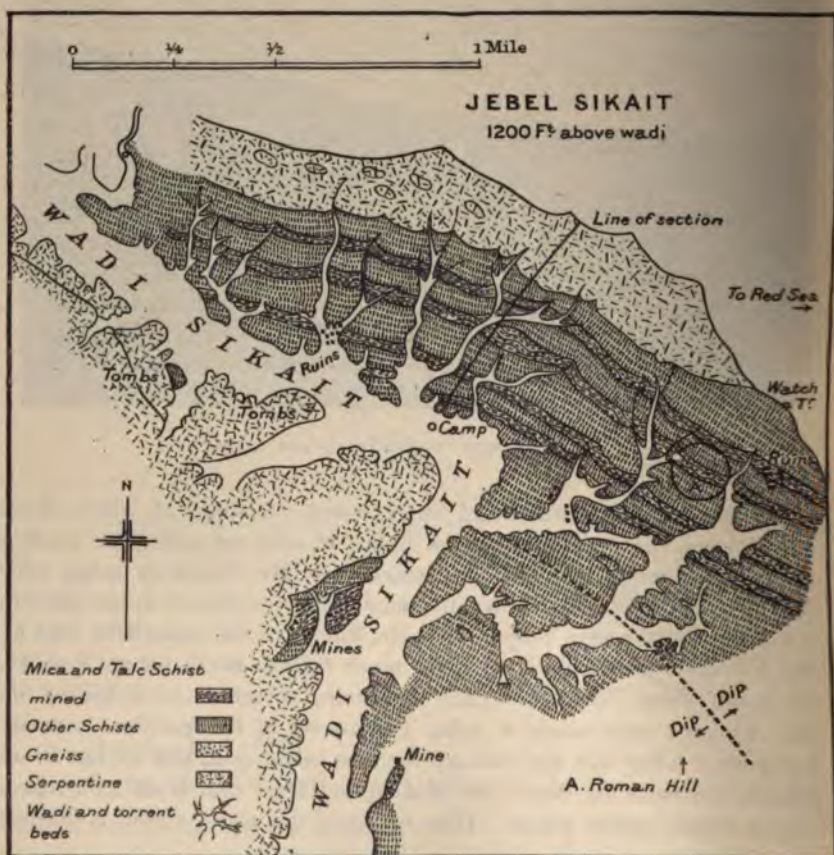 0 1/4 1/2 1 Mile
JEBEL SIKAIT
1200 Ft. above wadi
Line of section
To Red Sea
WADI SIKAIT
Ruins
Tombs
Tombs
Watch
Tr.
Camp
Ruins
N
WADI SIKAIT
Mines
Dip
Dip
Mine
A. Roman Hill
Mica and Talc Schist
mined
Other Schists
Gneiss
Serpentine
Wadi and torrent
beds